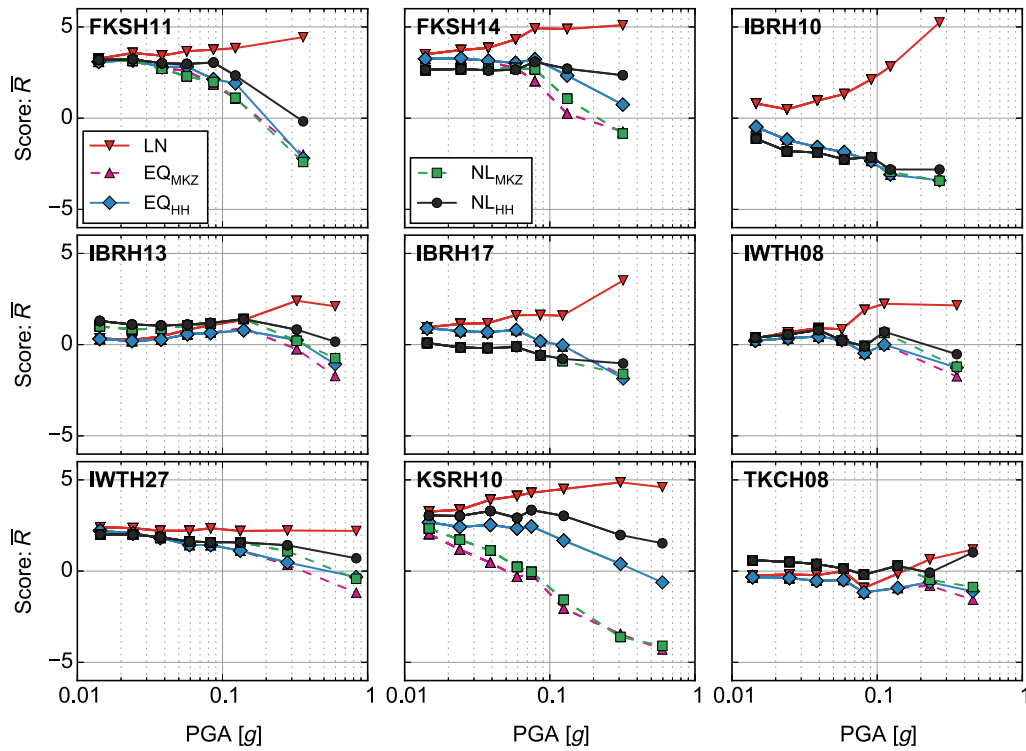 FKSH11
FKSH14
IBRH10
5
0
−5
Score: R̅
LN
EQMKZ
EQHH
NLMKZ
NLHH
IBRH13
IBRH17
IWTH08
5
0
−5
Score: R̅
IWTH27
KSRH10
TKCH08
5
0
−5
Score: R̅
0.01 0.1 1
0.01 0.1 1
0.01 0.1 1
PGA [g]
PGA [g]
PGA [g]